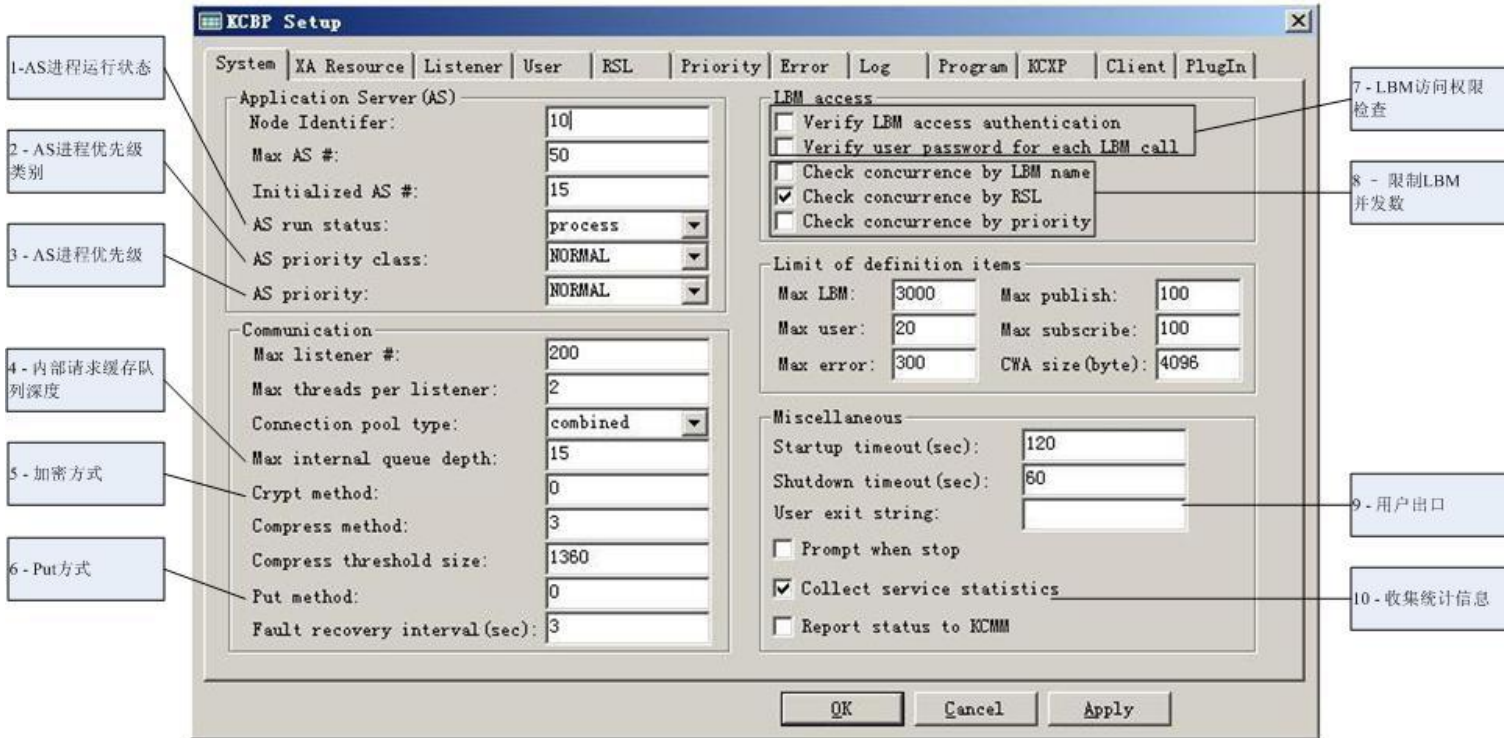 KCBP Setup
System
XA Resource
Listener
User
RSL
Priority
Error
Log
Program
KCXP
Client
PlugIn
1-AS进程运行状态
2 - AS进程优先级
类别
3 - AS进程优先级
4 - 内部请求缓存队
列深度
5 - 加密方式
6 - Put方式
Application Server(AS)
Node Identifer: 10
Max AS #: 50
Initialized AS #: 15
AS run status: process
AS priority class: NORMAL
AS priority: NORMAL
Communication
Max listener #: 200
Max threads per listener: 2
Connection pool type: combined
Max internal queue depth: 15
Crypt method: 0
Compress method: 3
Compress threshold size: 1360
Put method: 0
Fault recovery interval(sec): 3
LBM access
Verify LBM access authentication
Verify user password for each LBM call
Check concurrence by LBM name
Check concurrence by RSL
Check concurrence by priority
Limit of definition items
Max LBM: 3000 Max publish: 100
Max user: 20 Max subscribe: 100
Max error: 300 CWA size(byte): 4096
Miscellaneous
Startup timeout(sec): 120
Shutdown timeout(sec): 60
User exit string:
Prompt when stop
Collect service statistics
Report status to KCMM
7 - LBM访问权限
检查
8 - 限制LBM
并发数
9 - 用户出口
10 - 收集统计信息
OK
Cancel
Apply